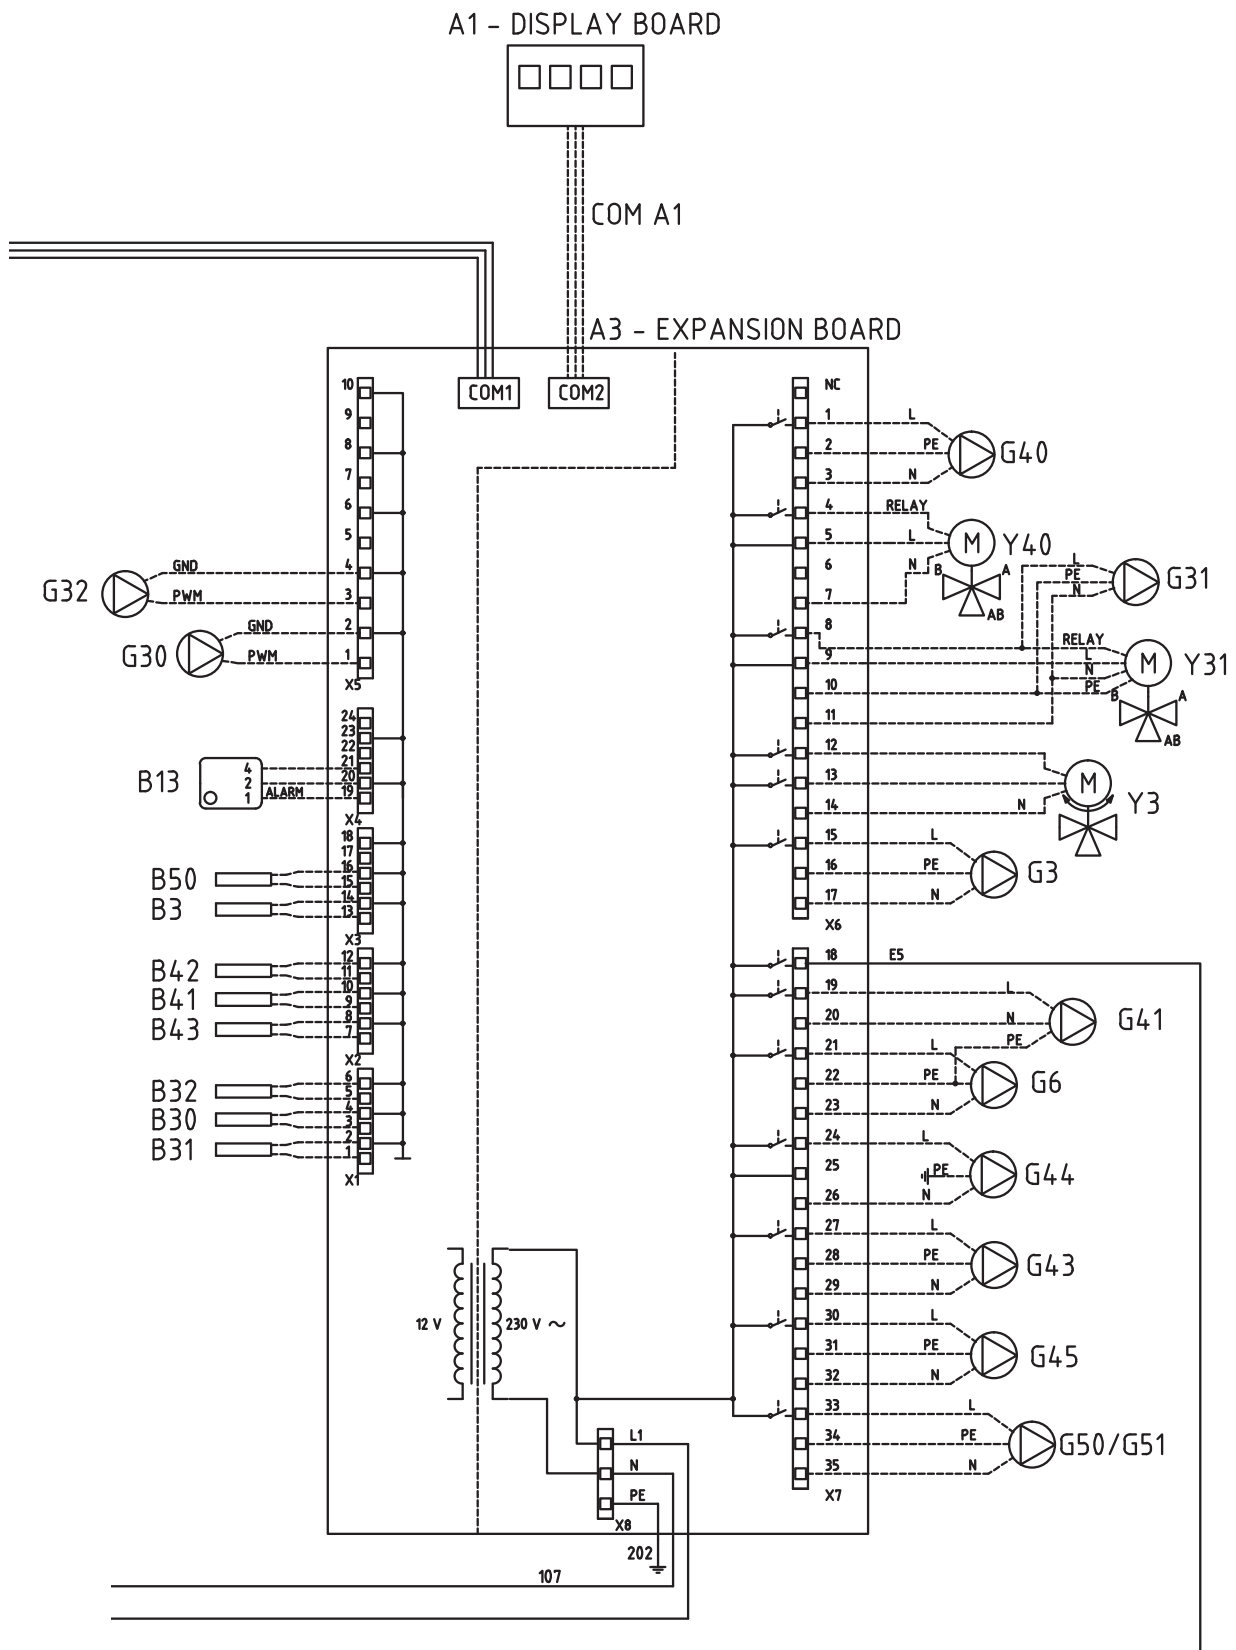 A1 - DISPLAY BOARD
COM A1
A3 - EXPANSION BOARD
COM1
COM2
10
9
8
7
6
5
4
3
2
1
X5
GND
PWM
G32
GND
PWM
G30
24
23
22
21
20
19
X4
B13
4
2
1
ALARM
18
17
16
15
14
13
X3
B50
B3
12
11
10
9
8
7
X2
B42
B41
B43
6
5
4
3
2
1
X1
B32
B30
B31
12 V
230 V ~
L1
N
PE
X8
202
107
NC
1
2
3
4
5
6
7
8
9
10
11
12
13
14
15
16
17
X6
L
PE
N
G40
RELAY
L
N
M
Y40
B
A
AB
L
PE
N
G31
RELAY
L
N
PE
M
Y31
B
A
AB
N
M
Y3
L
PE
N
G3
18
19
20
21
22
23
24
25
26
27
28
29
30
31
32
33
34
35
X7
E5
L
N
PE
G41
L
PE
N
G6
L
PE
N
G44
L
PE
N
G43
L
PE
N
G45
L
PE
N
G50/G51